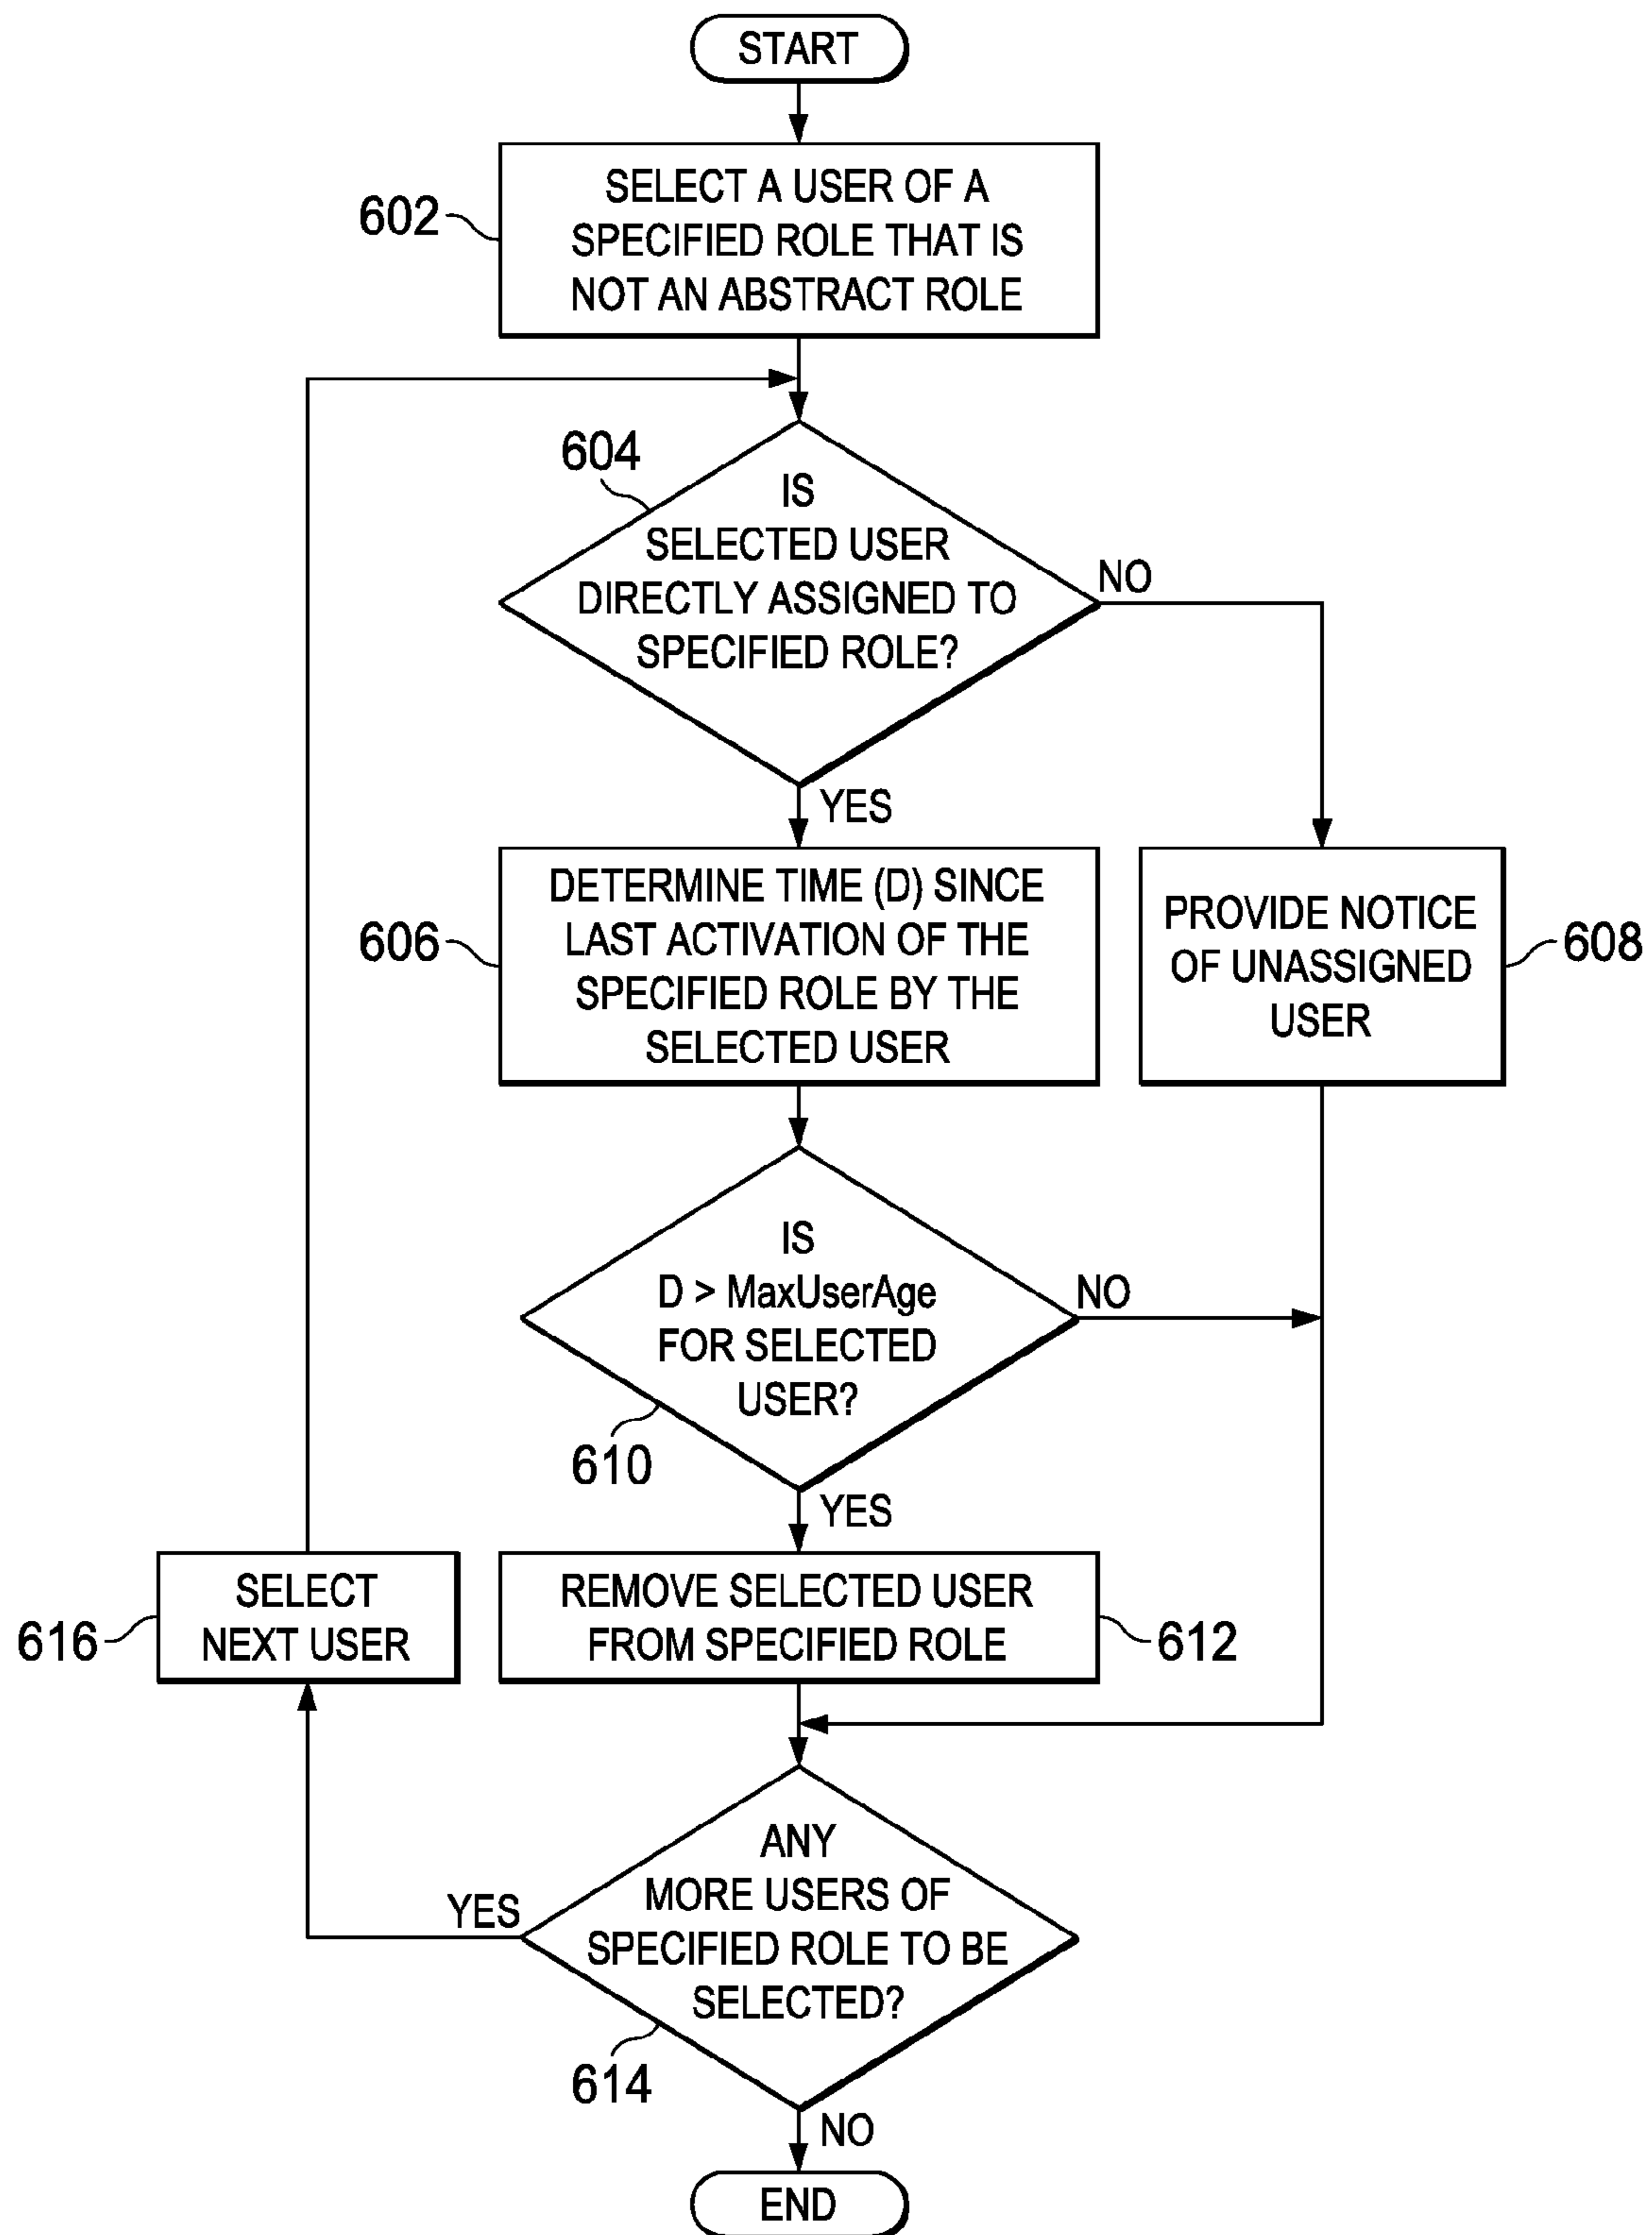 START
602
SELECT A USER OF A
SPECIFIED ROLE THAT IS
NOT AN ABSTRACT ROLE
604
IS
SELECTED USER
DIRECTLY ASSIGNED TO
SPECIFIED ROLE?
NO
YES
606
DETERMINE TIME (D) SINCE
LAST ACTIVATION OF THE
SPECIFIED ROLE BY THE
SELECTED USER
PROVIDE NOTICE
OF UNASSIGNED
USER
608
IS
D > MaxUserAge
FOR SELECTED
USER?
NO
610
YES
616
SELECT
NEXT USER
REMOVE SELECTED USER
FROM SPECIFIED ROLE
612
ANY
MORE USERS OF
SPECIFIED ROLE TO BE
SELECTED?
YES
614
NO
END